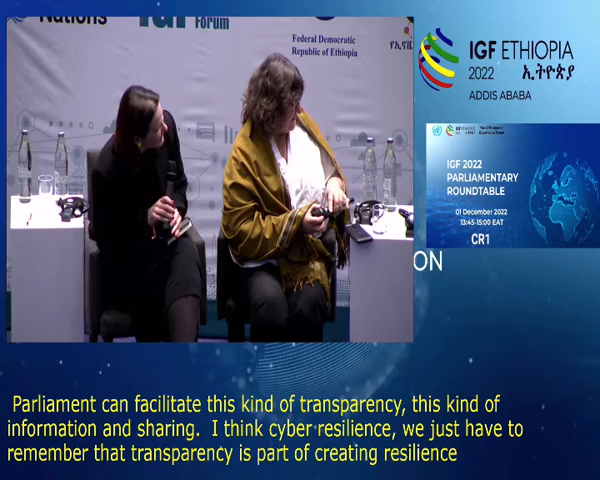 Nations
IGF
Forum
Federal Democratic
Republic of Ethiopia
IGF ETHIOPIA
2022 ኢትዮጵያ
ADDIS ABABA
IGF 2022
PARLIAMENTARY
ROUNDTABLE
01 December 2022
13:45-15:00 EAT
CR1
ON
Parliament can facilitate this kind of transparency, this kind of
information and sharing.  I think cyber resilience, we just have to
remember that transparency is part of creating resilience